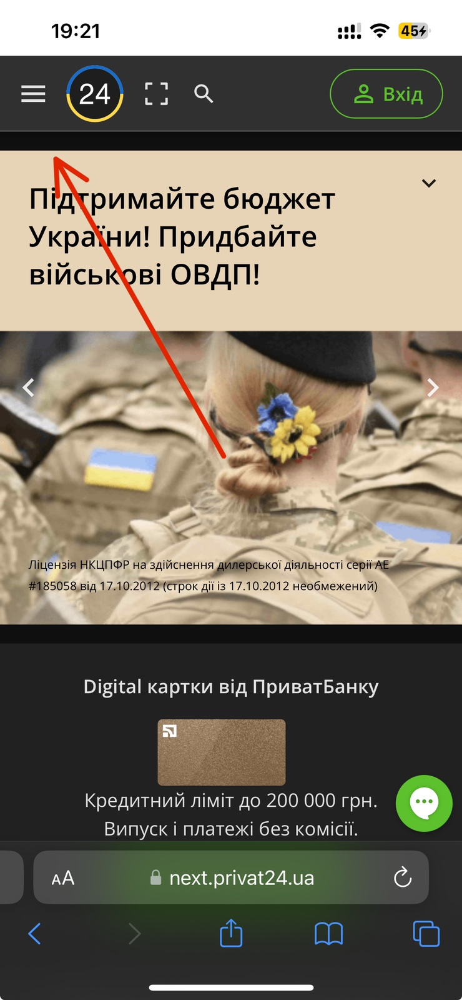 19:21
45
24
Вхід
Підтримайте бюджет
України! Придбайте
військові ОВДП!
Ліцензія НКЦПФР на здійснення дилерської діяльності серії АЕ
#185058 від 17.10.2012 (строк дії із 17.10.2012 необмежений)
Digital картки від ПриватБанку
Кредитний ліміт до 200 000 грн.
Випуск і платежі без комісії.
AA
next.privat24.ua